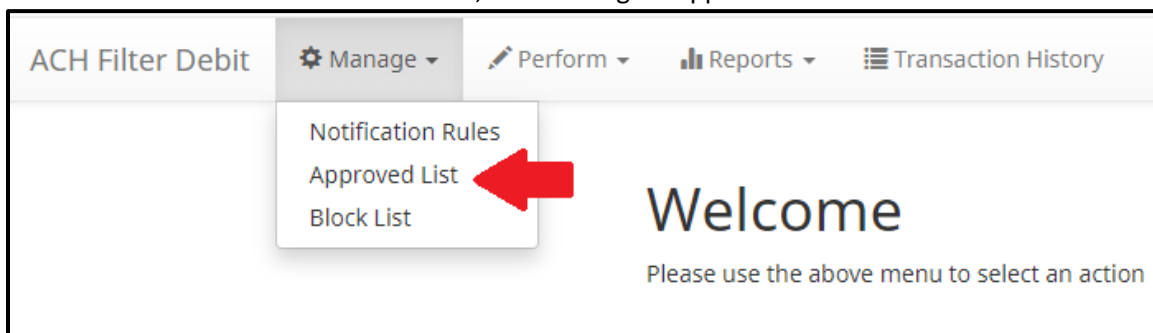 ACH Filter Debit Manage Perform Reports Transaction History
Notification Rules
Approved List
Block List
Welcome
Please use the above menu to select an action